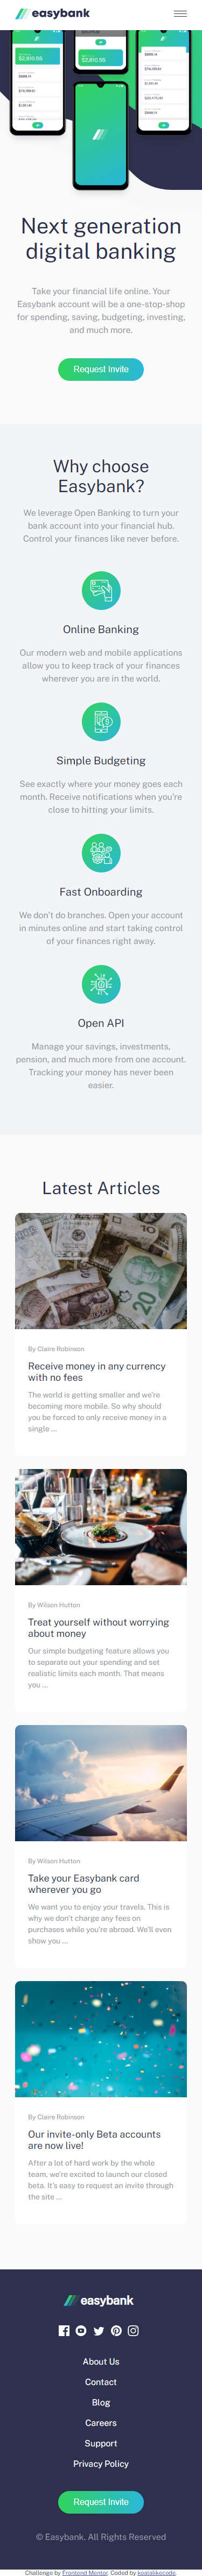 easybank
Next generation
digital banking
Take your financial life online. Your
Easybank account will be a one-stop-shop
for spending, saving, budgeting, investing,
and much more.
Request Invite
Why choose
Easybank?
We leverage Open Banking to turn your
bank account into your financial hub.
Control your finances like never before.
Online Banking
Our modern web and mobile applications
allow you to keep track of your finances
wherever you are in the world.
Simple Budgeting
See exactly where your money goes each
month. Receive notifications when you're
close to hitting your limits.
Fast Onboarding
We don't do branches. Open your account
in minutes online and start taking control
of your finances right away.
Open API
Manage your savings, investments,
pension, and much more from one account.
Tracking your money has never been
easier.
Latest Articles
By Claire Robinson
Receive money in any currency
with no fees
The world is getting smaller and we're
becoming more mobile. So why should
you be forced to only receive money in a
single ...
By Wilson Hutton
Treat yourself without worrying
about money
Our simple budgeting feature allows you
to separate out your spending and set
realistic limits each month. That means
you ...
By Wilson Hutton
Take your Easybank card
wherever you go
We want you to enjoy your travels. This is
why we don't charge any fees on
purchases while you're abroad. We'll even
show you ...
By Claire Robinson
Our invite-only Beta accounts
are now live!
After a lot of hard work by the whole
team, we're excited to launch our closed
beta. It's easy to request an invite through
the site ...
easybank
About Us
Contact
Blog
Careers
Support
Privacy Policy
Request Invite
© Easybank. All Rights Reserved
Challenge by Frontend Mentor. Coded by koalalikecode.